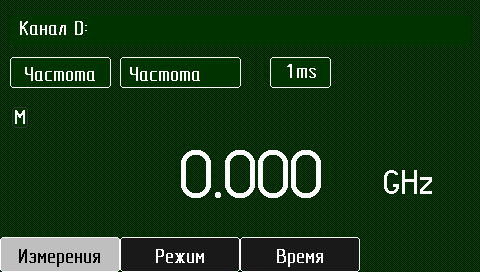 Канал D:
Частота Частота 1ms
M
0.000 GHz
Измерения Режим Время